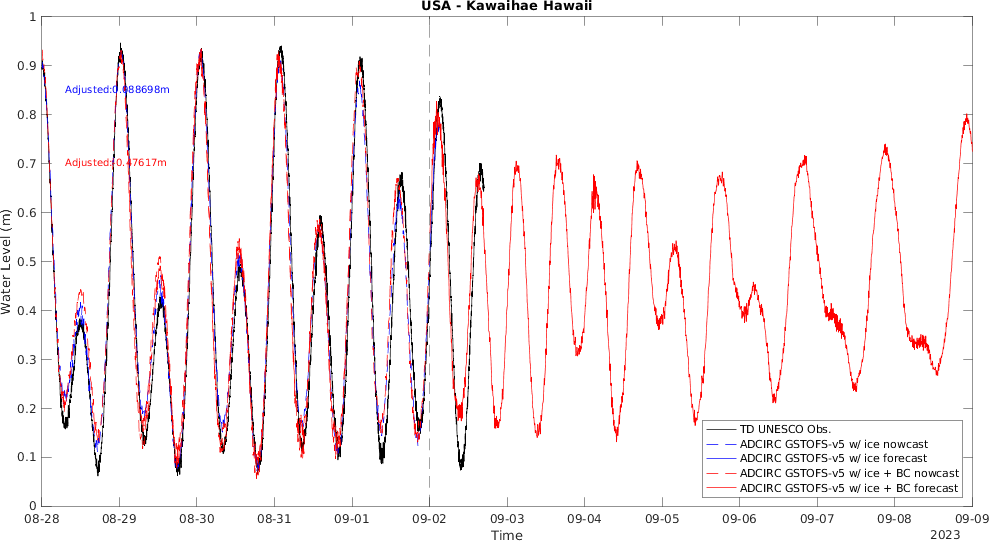 USA - Kawaihae Hawaii
1
0.9
0.8
0.7
0.6
0.5
0.4
0.3
0.2
0.1
0
Water Level (m)
Adjusted:0.088698m
Adjusted:-0.47617m
TD UNESCO Obs.
ADCIRC GSTOFS-v5 w/ ice nowcast
ADCIRC GSTOFS-v5 w/ ice forecast
ADCIRC GSTOFS-v5 w/ ice + BC nowcast
ADCIRC GSTOFS-v5 w/ ice + BC forecast
08-28 08-29 08-30 08-31 09-01 09-02 09-03 09-04 09-05 09-06 09-07 09-08 09-09
Time
2023